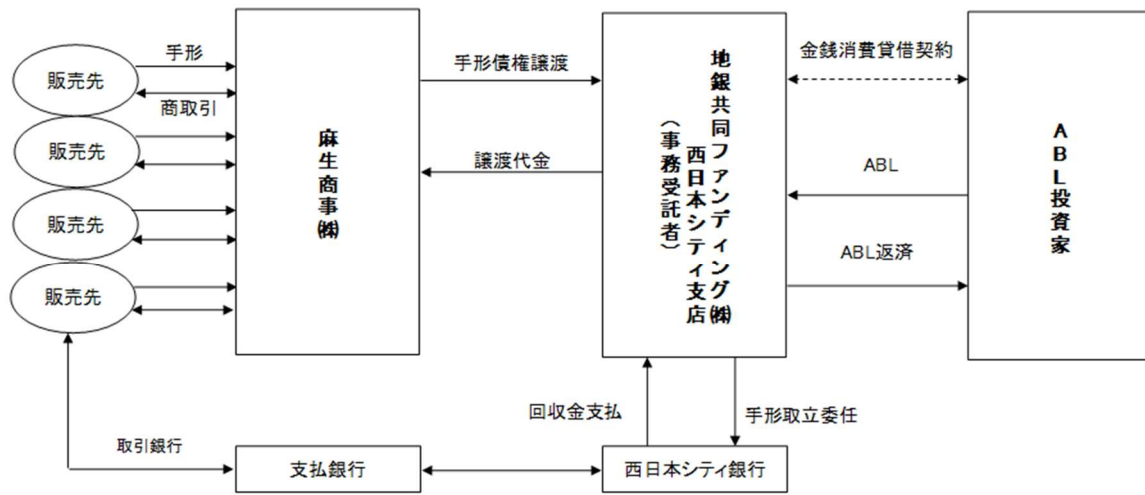 手形
販売先
商取引
販売先
販売先
販売先
麻生商事㈱
手形債権譲渡
譲渡代金
地銀共同ファンディング㈱
西日本シティ支店
（事務受託者）
金銭消費貸借契約
ABL
ABL返済
ABL投資家
回収金支払
手形取立委任
取引銀行
支払銀行
西日本シティ銀行